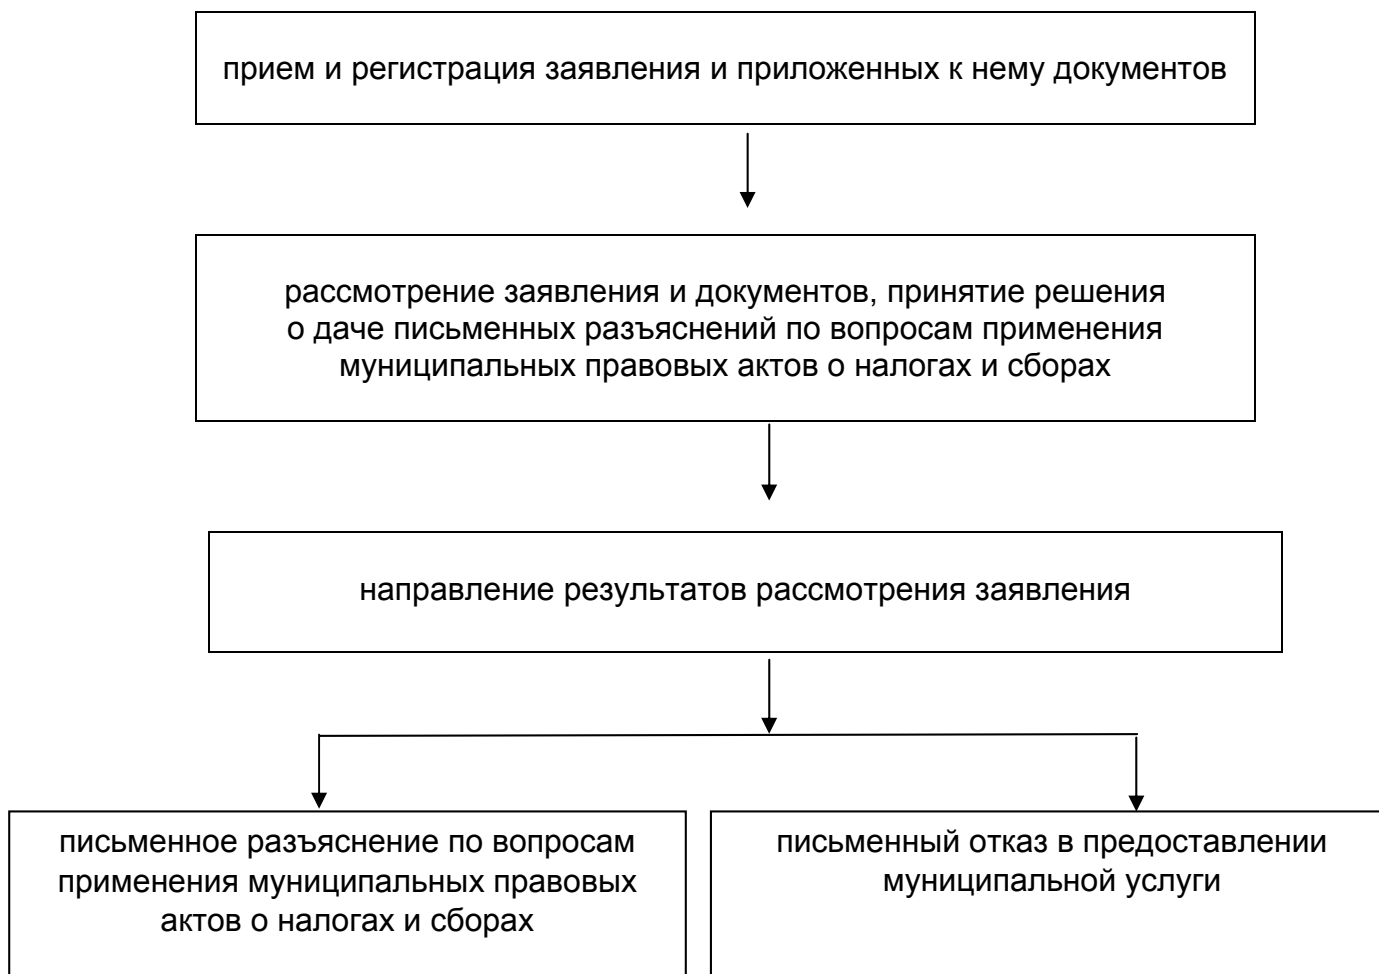 прием и регистрация заявления и приложенных к нему документов
рассмотрение заявления и документов, принятие решения
о даче письменных разъяснений по вопросам применения
муниципальных правовых актов о налогах и сборах
направление результатов рассмотрения заявления
письменное разъяснение по вопросам
применения муниципальных правовых
актов о налогах и сборах
письменный отказ в предоставлении
муниципальной услуги